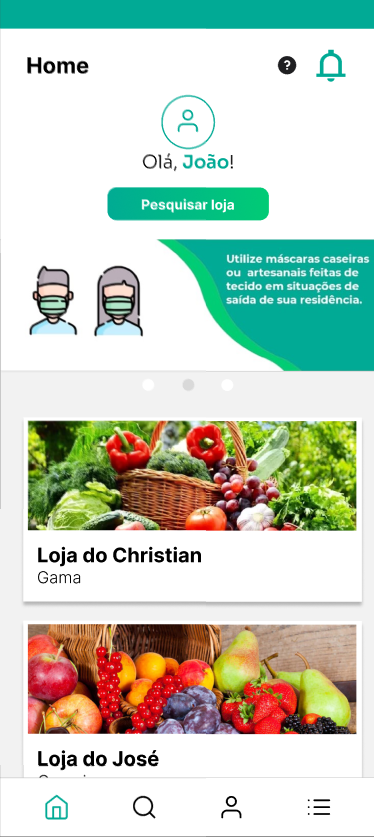 Home
?
Olá, João!
Pesquisar loja
Utilize máscaras caseiras
ou artesanais feitas de
tecido em situações de
saída de sua residência.
Loja do Christian
Gama
Loja do José